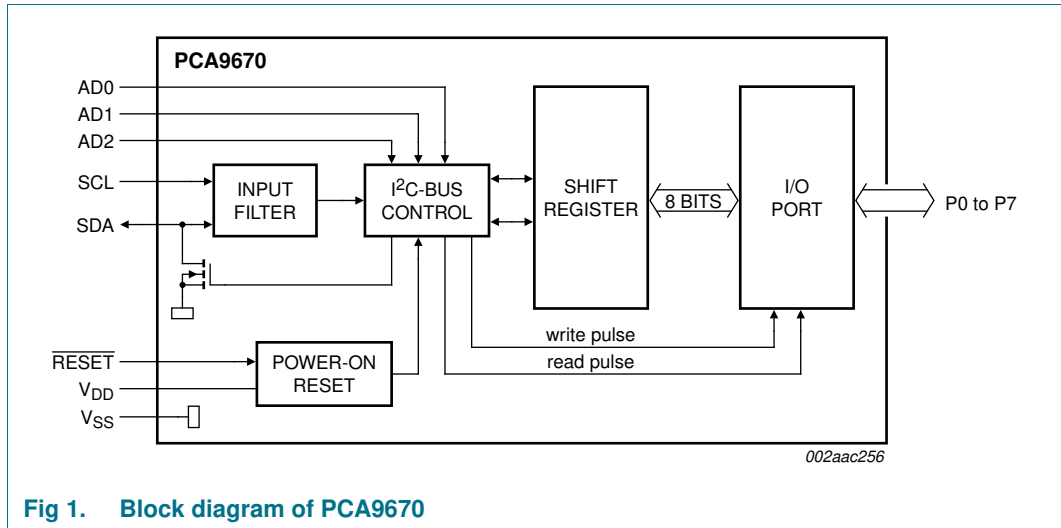 PCA9670
AD0
AD1
AD2
SCL
SDA
INPUT
FILTER
I²C-BUS
CONTROL
SHIFT
REGISTER
8 BITS
I/O
PORT
P0 to P7
write pulse
read pulse
RESET
VDD
VSS
POWER-ON
RESET
002aac256
Fig 1. Block diagram of PCA9670